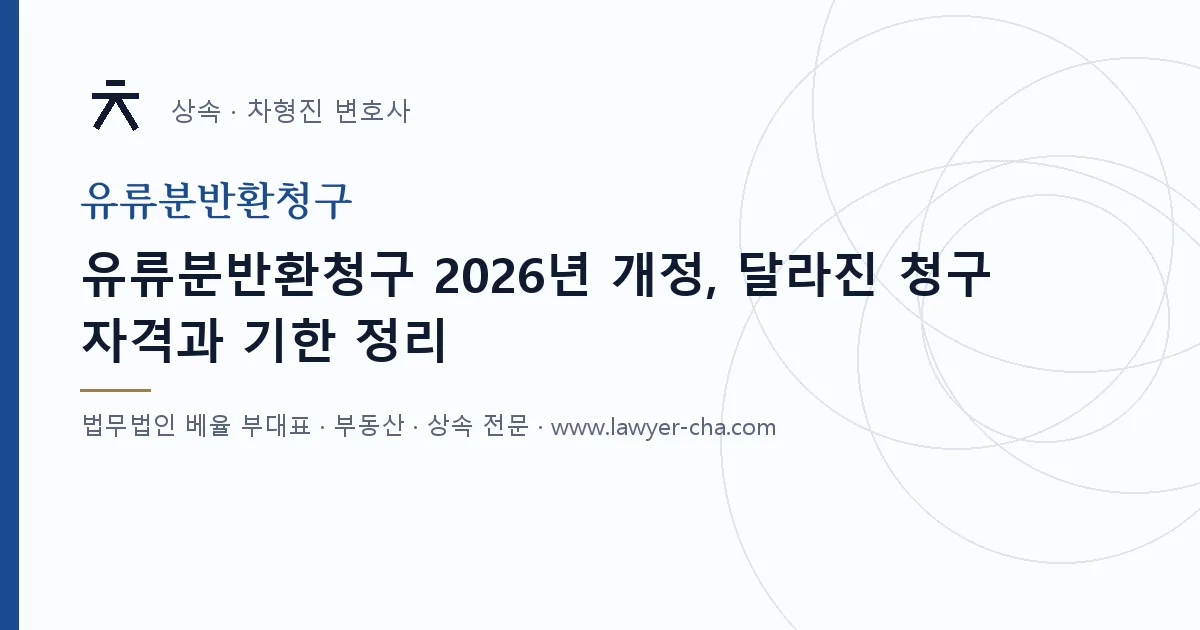 상속 · 차형진 변호사
유류분반환청구
유류분반환청구 2026년 개정, 달라진 청구
자격과 기한 정리
법무법인 베율 부대표 · 부동산 · 상속 전문 · www.lawyer-cha.com